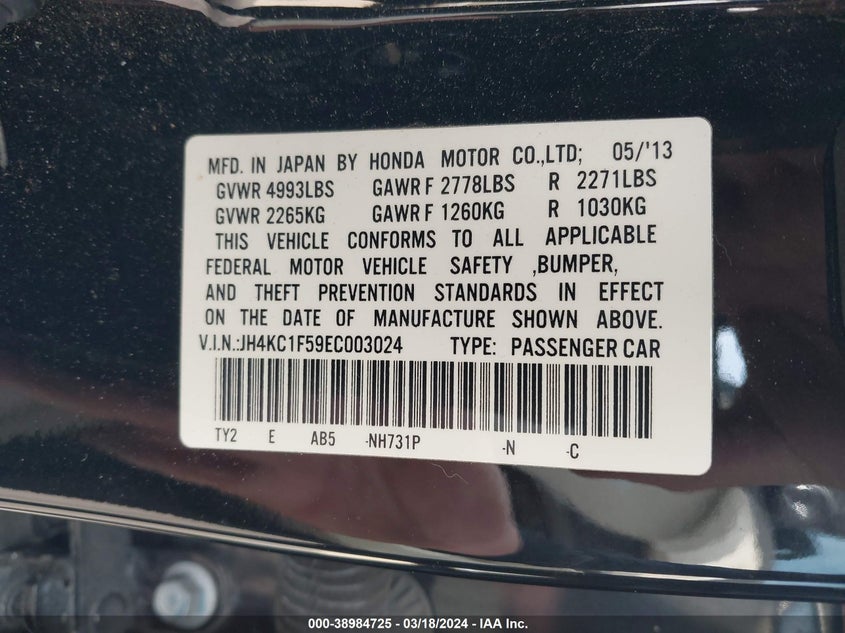 MFD. IN JAPAN BY HONDA MOTOR CO.,LTD; 05/'13
GVWR 4993LBS GAWR F 2778LBS R 2271LBS
GVWR 2265KG GAWR F 1260KG R 1030KG
THIS VEHICLE CONFORMS TO ALL APPLICABLE
FEDERAL MOTOR VEHICLE SAFETY ,BUMPER,
AND THEFT PREVENTION STANDARDS IN EFFECT
ON THE DATE OF MANUFACTURE SHOWN ABOVE.
V.I.N.:JH4KC1F59EC003024 TYPE: PASSENGER CAR
TY2 E AB5 -NH731P -N -C
000-38984725 - 03/18/2024 - IAA Inc.